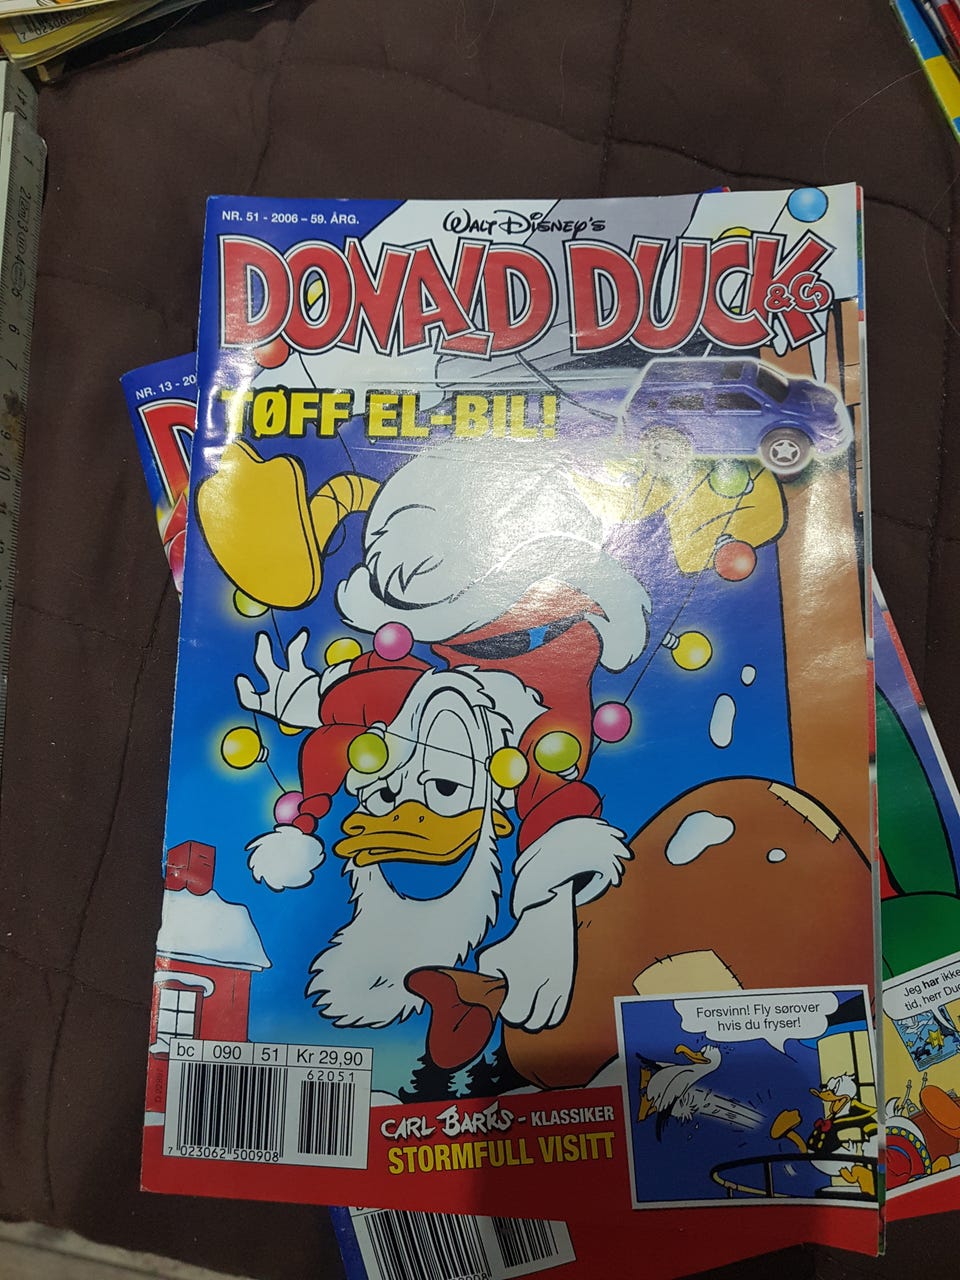 NR. 51 - 2006 – 59. ÅRG.
WALT DISNEY'S
DONALD DUCK & CO
TØFF EL-BIL!
NR. 13 - 20
D
Jeg har ikke
tid, herr Duc
Forsvinn! Fly sørover
hvis du fryser!
bc 090 51 Kr 29,90
62051
7 023062 500908
CARL BARKS - KLASSIKER
STORMFULL VISITT